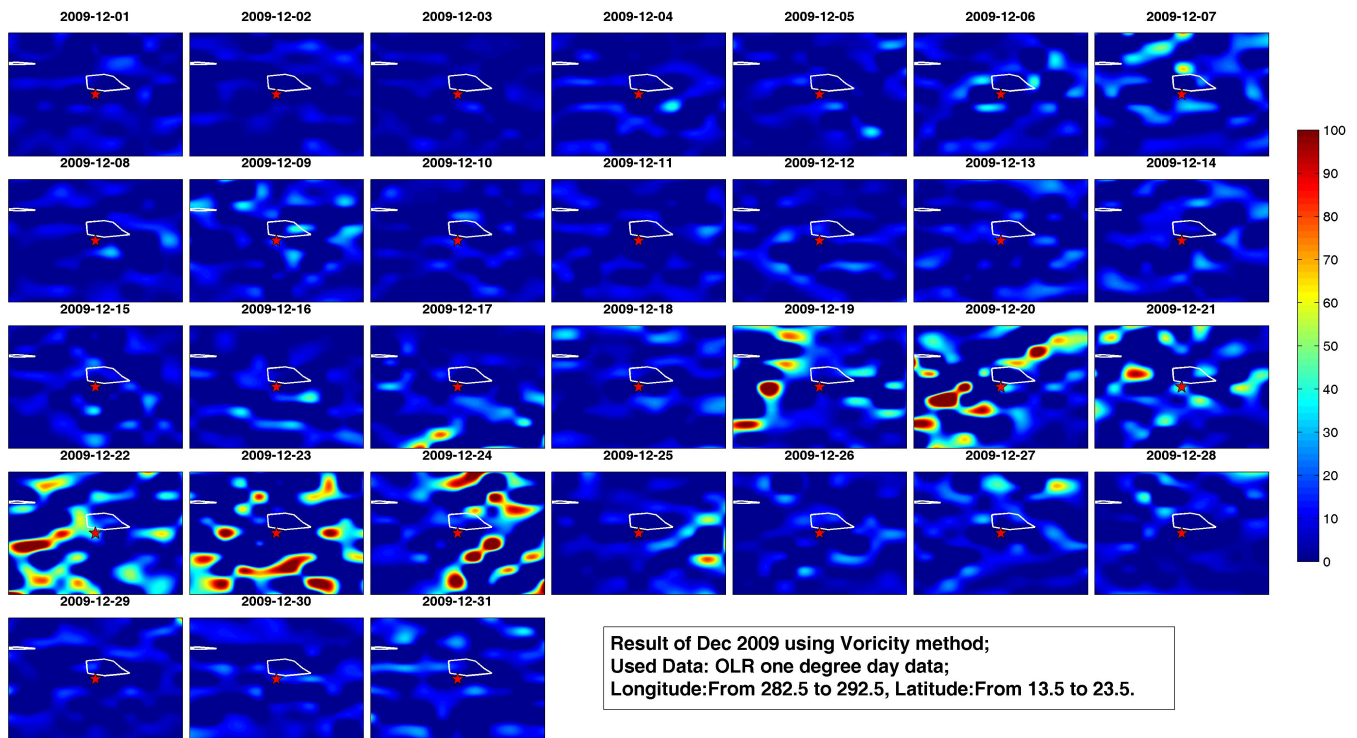 2009-12-01 2009-12-02 2009-12-03 2009-12-04 2009-12-05 2009-12-06 2009-12-07
2009-12-08 2009-12-09 2009-12-10 2009-12-11 2009-12-12 2009-12-13 2009-12-14
2009-12-15 2009-12-16 2009-12-17 2009-12-18 2009-12-19 2009-12-20 2009-12-21
2009-12-22 2009-12-23 2009-12-24 2009-12-25 2009-12-26 2009-12-27 2009-12-28
2009-12-29 2009-12-30 2009-12-31
Result of Dec 2009 using Voricity method;
Used Data: OLR one degree day data;
Longitude:From 282.5 to 292.5, Latitude:From 13.5 to 23.5.
100
90
80
70
60
50
40
30
20
10
0